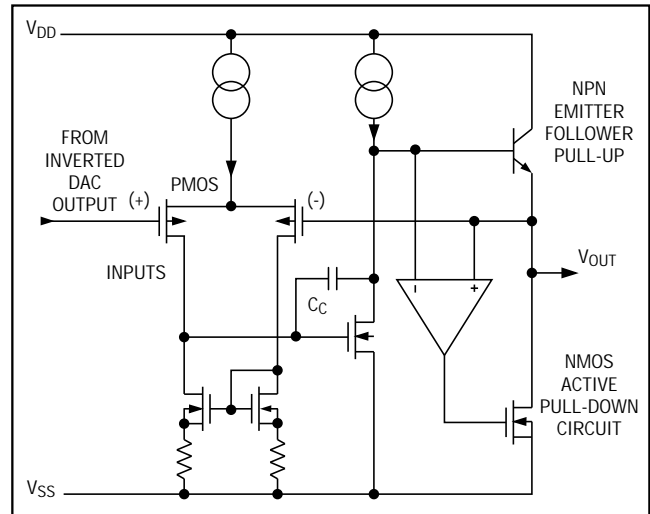 VDD
NPN
EMITTER
FOLLOWER
PULL-UP
FROM
INVERTED
DAC
OUTPUT
PMOS
(+)
(-)
INPUTS
CC
VOUT
-
+
NMOS
ACTIVE
PULL-DOWN
CIRCUIT
VSS